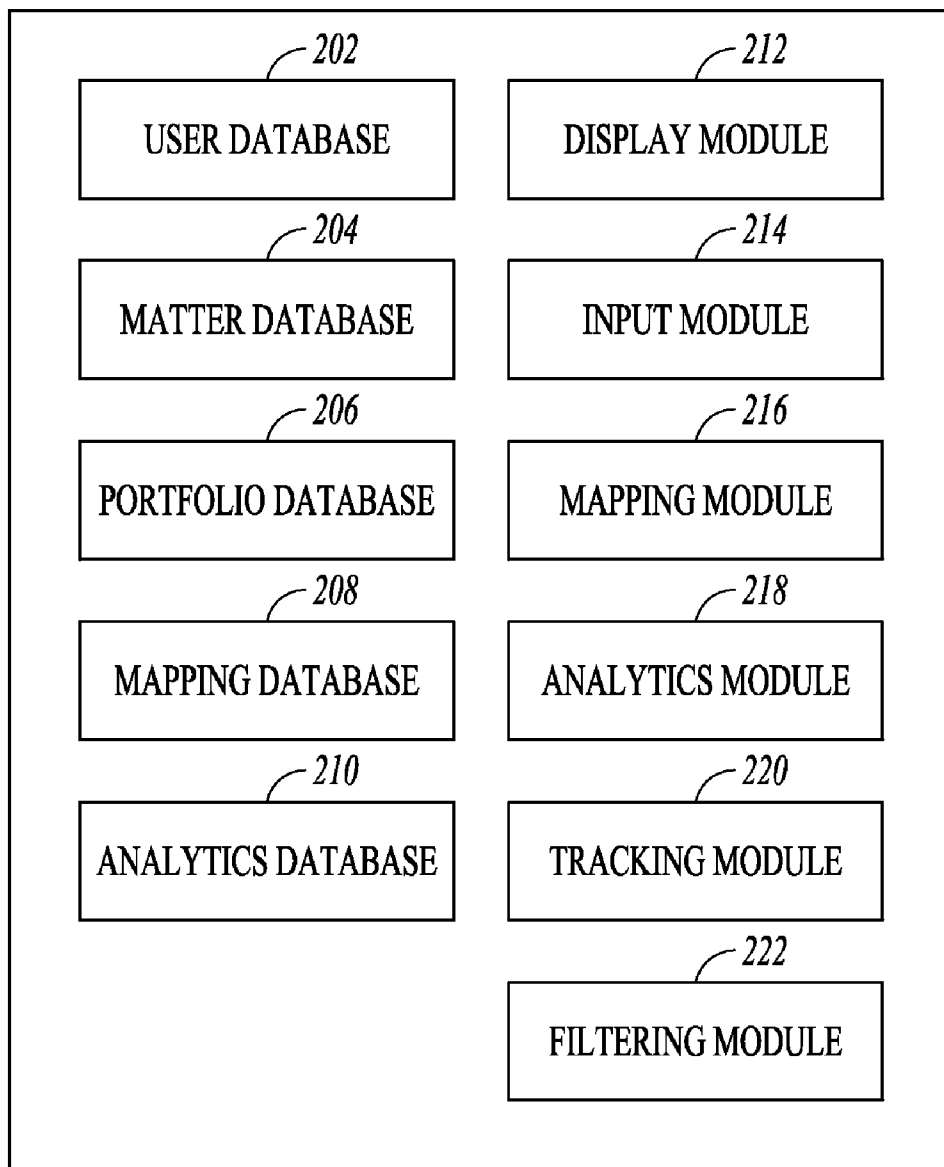 202
USER DATABASE
204
MATTER DATABASE
206
PORTFOLIO DATABASE
208
MAPPING DATABASE
210
ANALYTICS DATABASE
212
DISPLAY MODULE
214
INPUT MODULE
216
MAPPING MODULE
218
ANALYTICS MODULE
220
TRACKING MODULE
222
FILTERING MODULE